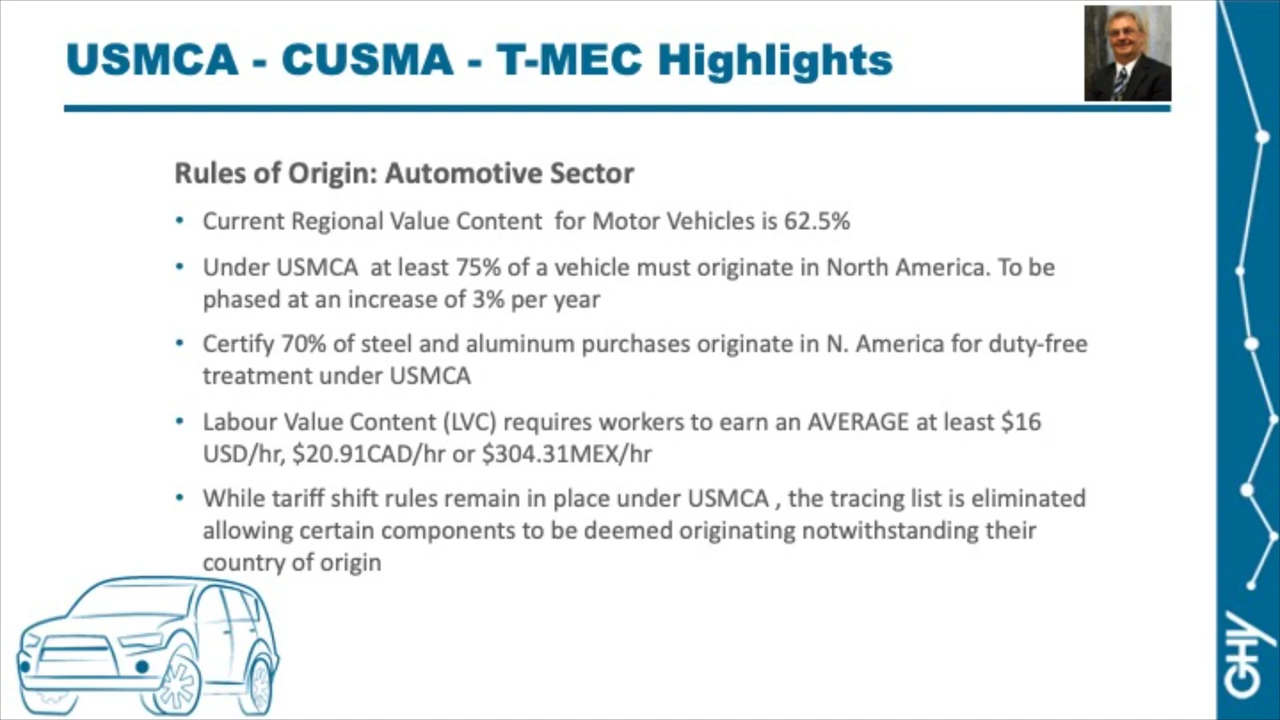 USMCA - CUSMA - T-MEC Highlights
Rules of Origin: Automotive Sector
• Current Regional Value Content  for Motor Vehicles is 62.5%
• Under USMCA  at least 75% of a vehicle must originate in North America. To be
phased at an increase of 3% per year
• Certify 70% of steel and aluminum purchases originate in N. America for duty-free
treatment under USMCA
• Labour Value Content (LVC) requires workers to earn an AVERAGE at least $16
USD/hr, $20.91CAD/hr or $304.31MEX/hr
• While tariff shift rules remain in place under USMCA , the tracing list is eliminated
allowing certain components to be deemed originating notwithstanding their
country of origin
GHY